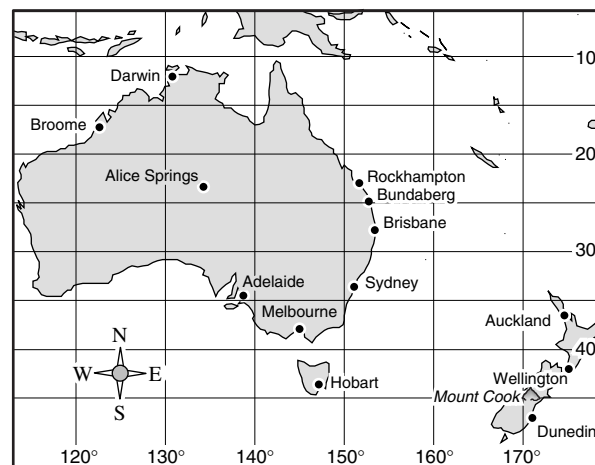 10
Darwin
Broome
20
Alice Springs
Rockhampton
Bundaberg
Brisbane
30
Adelaide
Sydney
Melbourne
Auckland
N
40
W E
Wellington
Hobart
Mount Cook
S
Dunedin
120 130 140 150 160 170